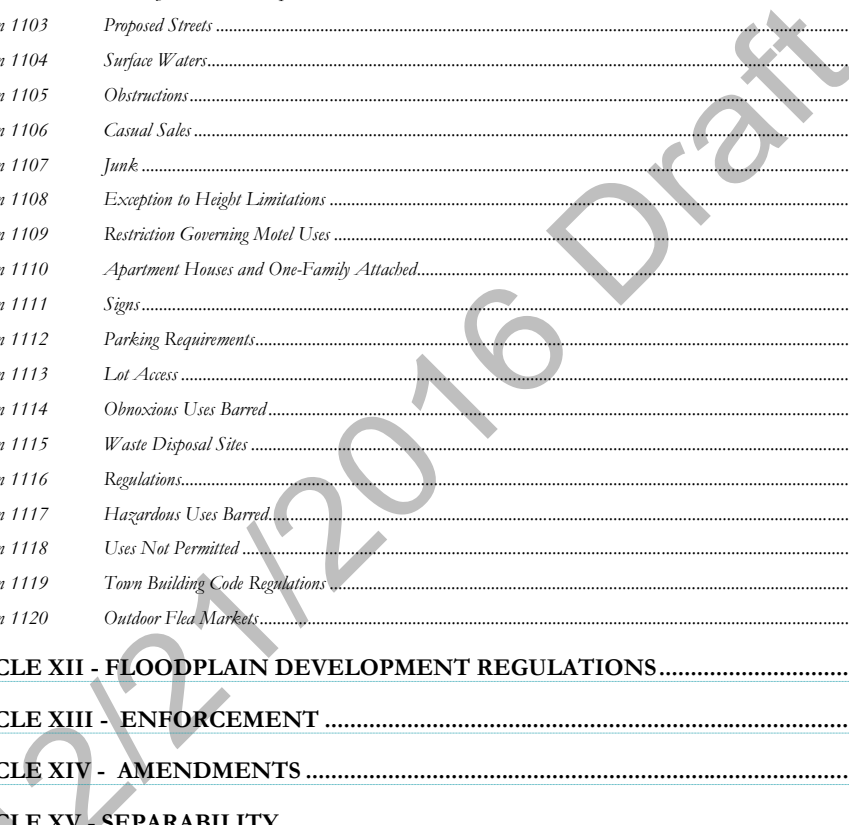 n 1103 Proposed Streets
n 1104 Surface Waters
n 1105 Obstructions
n 1106 Casual Sales
n 1107 Junk
n 1108 Exception to Height Limitations
n 1109 Restriction Governing Motel Uses
n 1110 Apartment Houses and One-Family Attached
n 1111 Signs
n 1112 Parking Requirements
n 1113 Lot Access
n 1114 Obnoxious Uses Barred
n 1115 Waste Disposal Sites
n 1116 Regulations
n 1117 Hazardous Uses Barred
n 1118 Uses Not Permitted
n 1119 Town Building Code Regulations
n 1120 Outdoor Flea Markets
CLE XII - FLOODPLAIN DEVELOPMENT REGULATIONS
CLE XIII - ENFORCEMENT
CLE XIV - AMENDMENTS
CLE XV - SEPARABILITY
2/21/2016 Draft